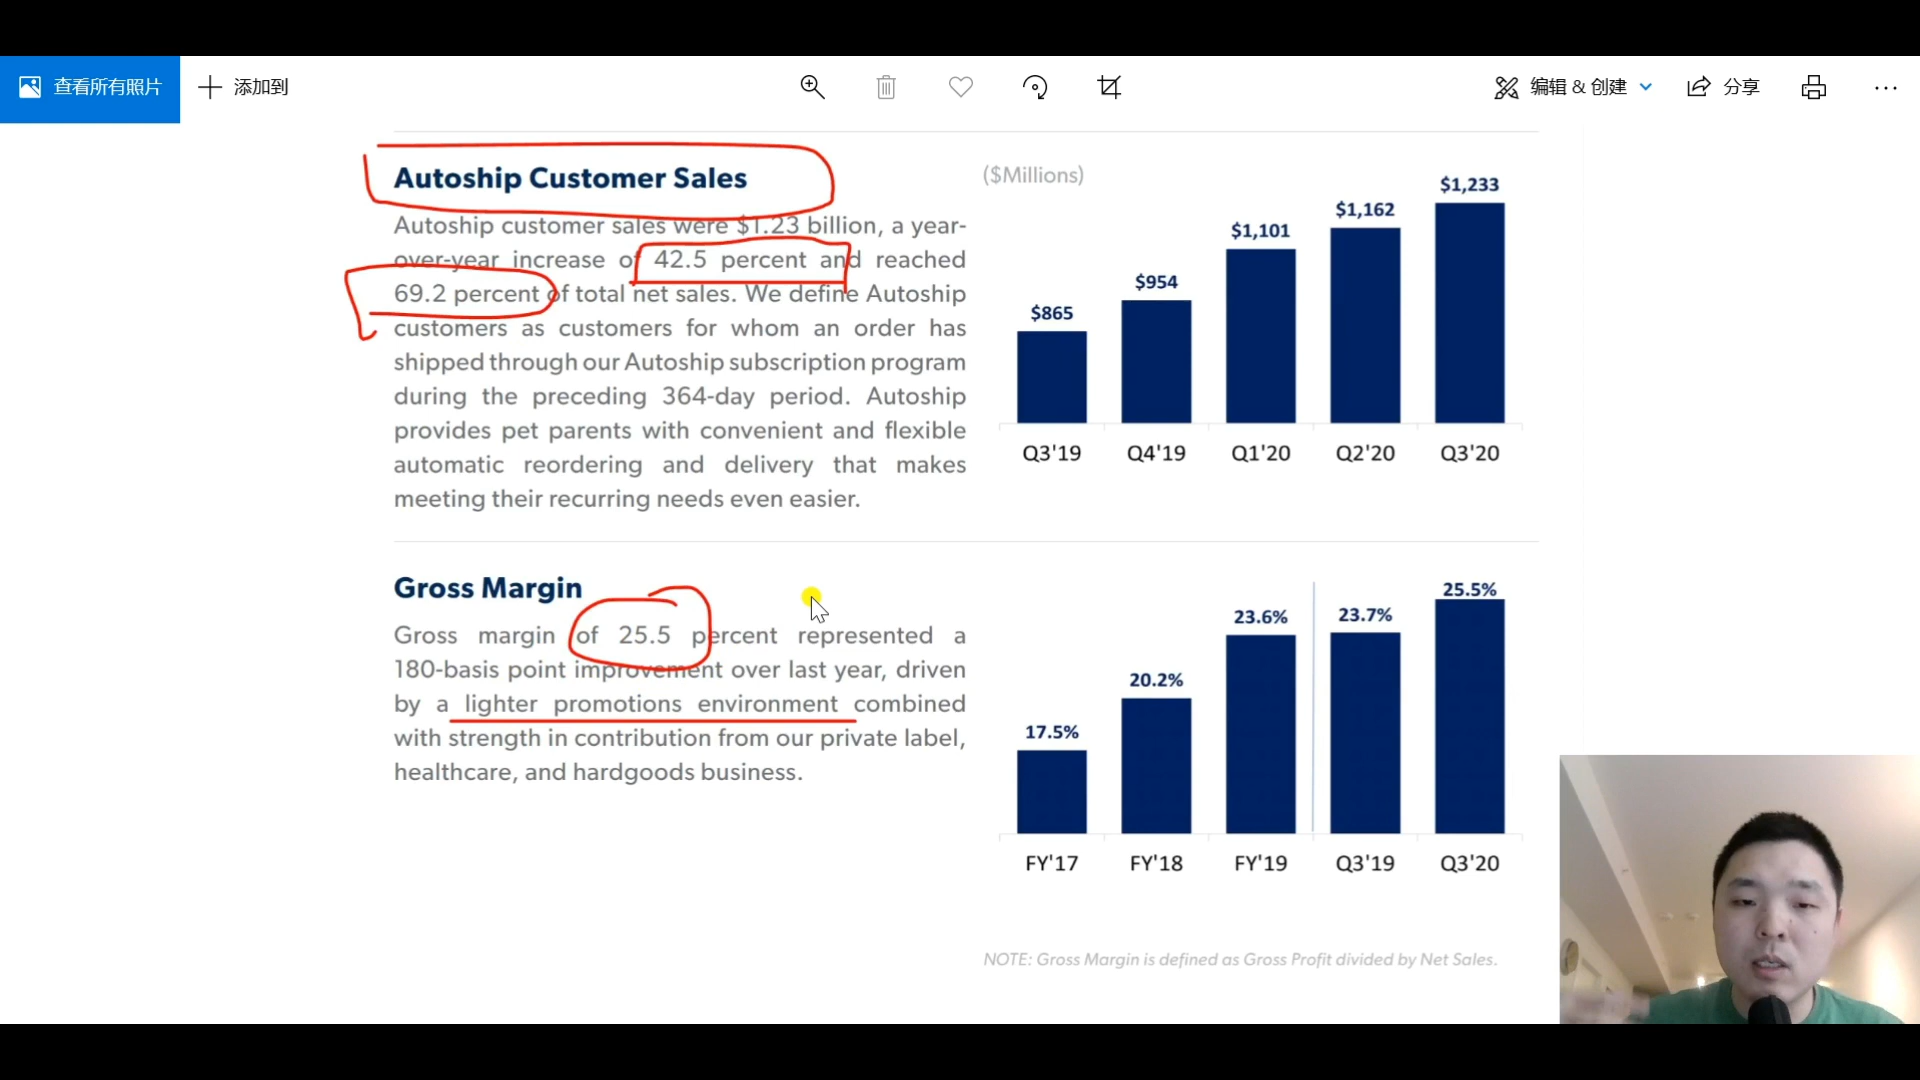 查看所有照片
添加到
编辑 & 创建
分享
Autoship Customer Sales
Autoship customer sales were $1.23 billion, a year-
over-year increase of 42.5 percent and reached
69.2 percent of total net sales. We define Autoship
customers as customers for whom an order has
shipped through our Autoship subscription program
during the preceding 364-day period. Autoship
provides pet parents with convenient and flexible
automatic reordering and delivery that makes
meeting their recurring needs even easier.
($Millions)
$865
$954
$1,101
$1,162
$1,233
Q3'19
Q4'19
Q1'20
Q2'20
Q3'20
Gross Margin
Gross margin of 25.5 percent represented a
180-basis point improvement over last year, driven
by a lighter promotions environment combined
with strength in contribution from our private label,
healthcare, and hardgoods business.
17.5%
20.2%
23.6%
23.7%
25.5%
FY'17
FY'18
FY'19
Q3'19
Q3'20
NOTE: Gross Margin is defined as Gross Profit divided by Net Sales.